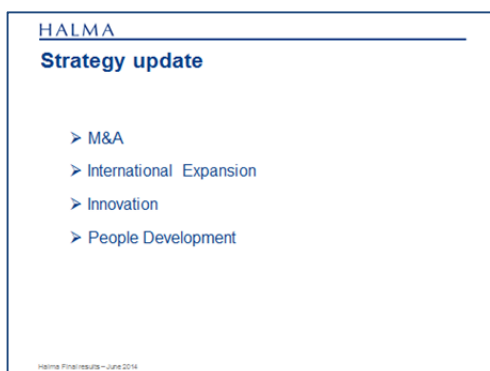 HALMA
Strategy update
➢ M&A
➢ International Expansion
➢ Innovation
➢ People Development
Halma Final results – June 2014